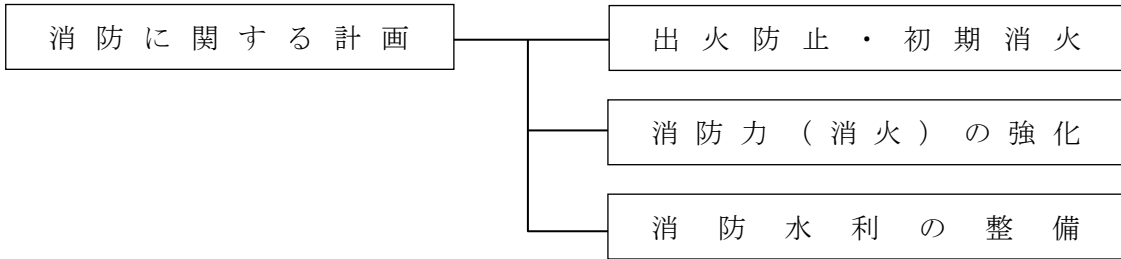 消防に関する計画
出火防止・初期消火
消防力（消火）の強化
消防水利の整備